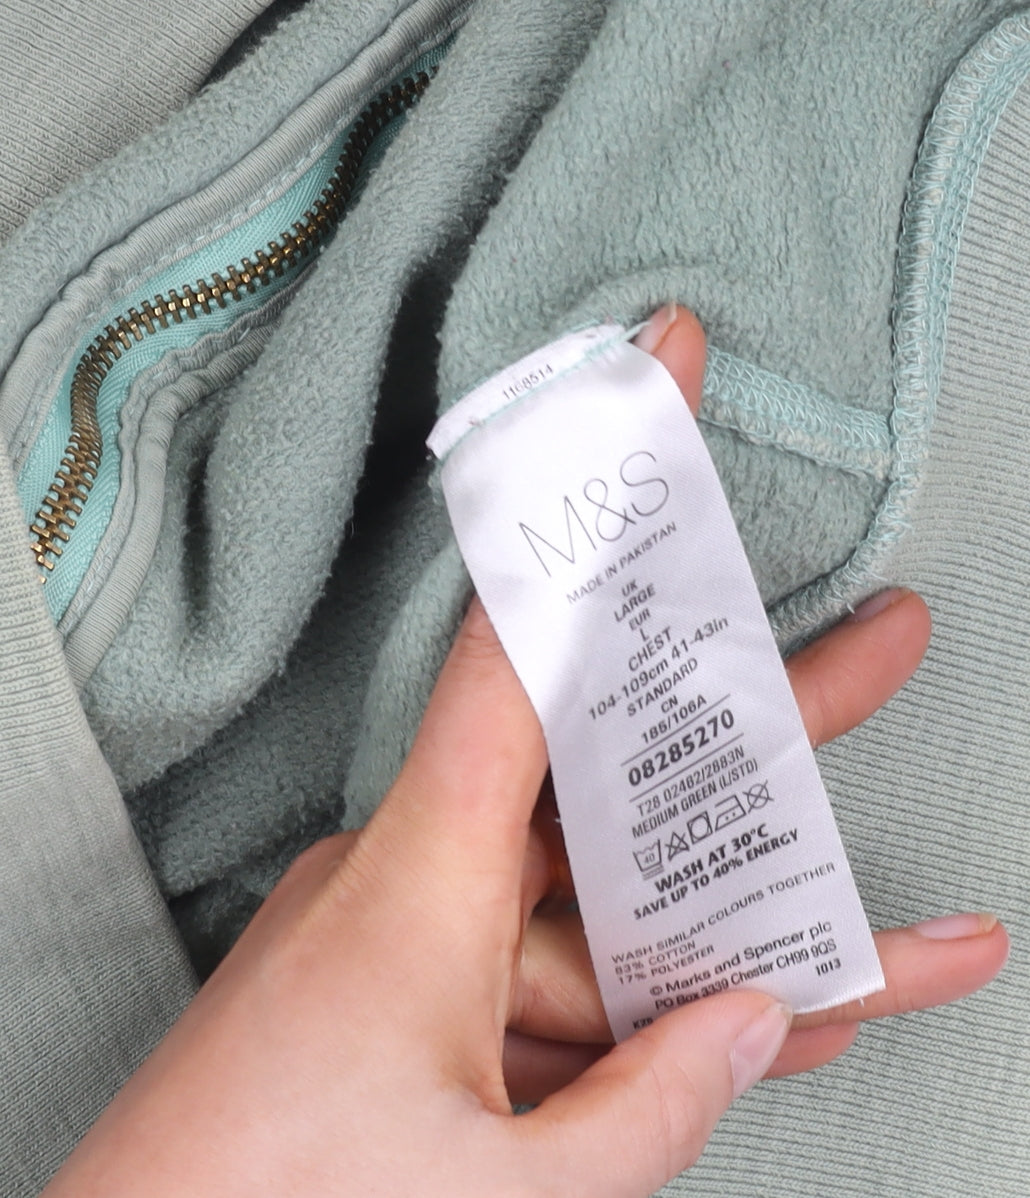 1168514
M&S
MADE IN PAKISTAN
UK
LARGE
EUR
L
CHEST
104-109cm 41-43in
STANDARD
CN
185/106A
08285270
T28 02482/2883N
MEDIUM GREEN (L/STD)
40
WASH AT 30°C
SAVE UP TO 40% ENERGY
WASH SIMILAR COLOURS TOGETHER
83% COTTON
17% POLYESTER
© Marks and Spencer plc
PO Box 3339 Chester CH99 9QS
1013